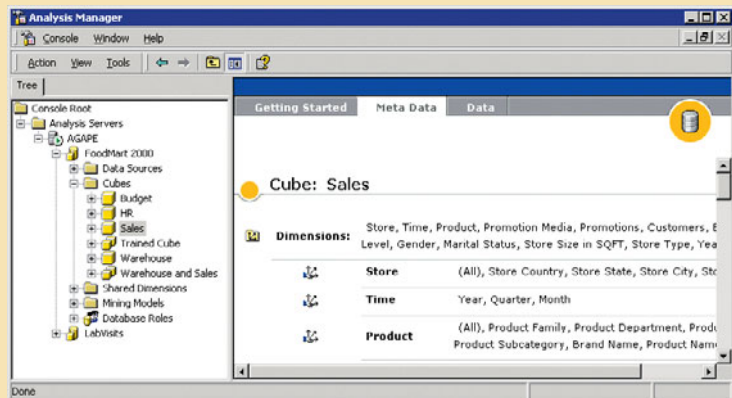 Analysis Manager
Console Window Help
Action View Tools
Tree
Console Root
Analysis Servers
AGAPE
FoodMart 2000
Data Sources
Cubes
Budget
HR
Sales
Trained Cube
Warehouse
Warehouse and Sales
Shared Dimensions
Mining Models
Database Roles
LabVisits
Getting Started Meta Data Data
Cube: Sales
Dimensions: Store, Time, Product, Promotion Media, Promotions, Customers,
Level, Gender, Marital Status, Store Size in SQFT, Store Type,
Store (All), Store Country, Store State, Store City,
Time Year, Quarter, Month
Product (All), Product Family, Product Department,
Product Subcategory, Brand Name, Product
Done